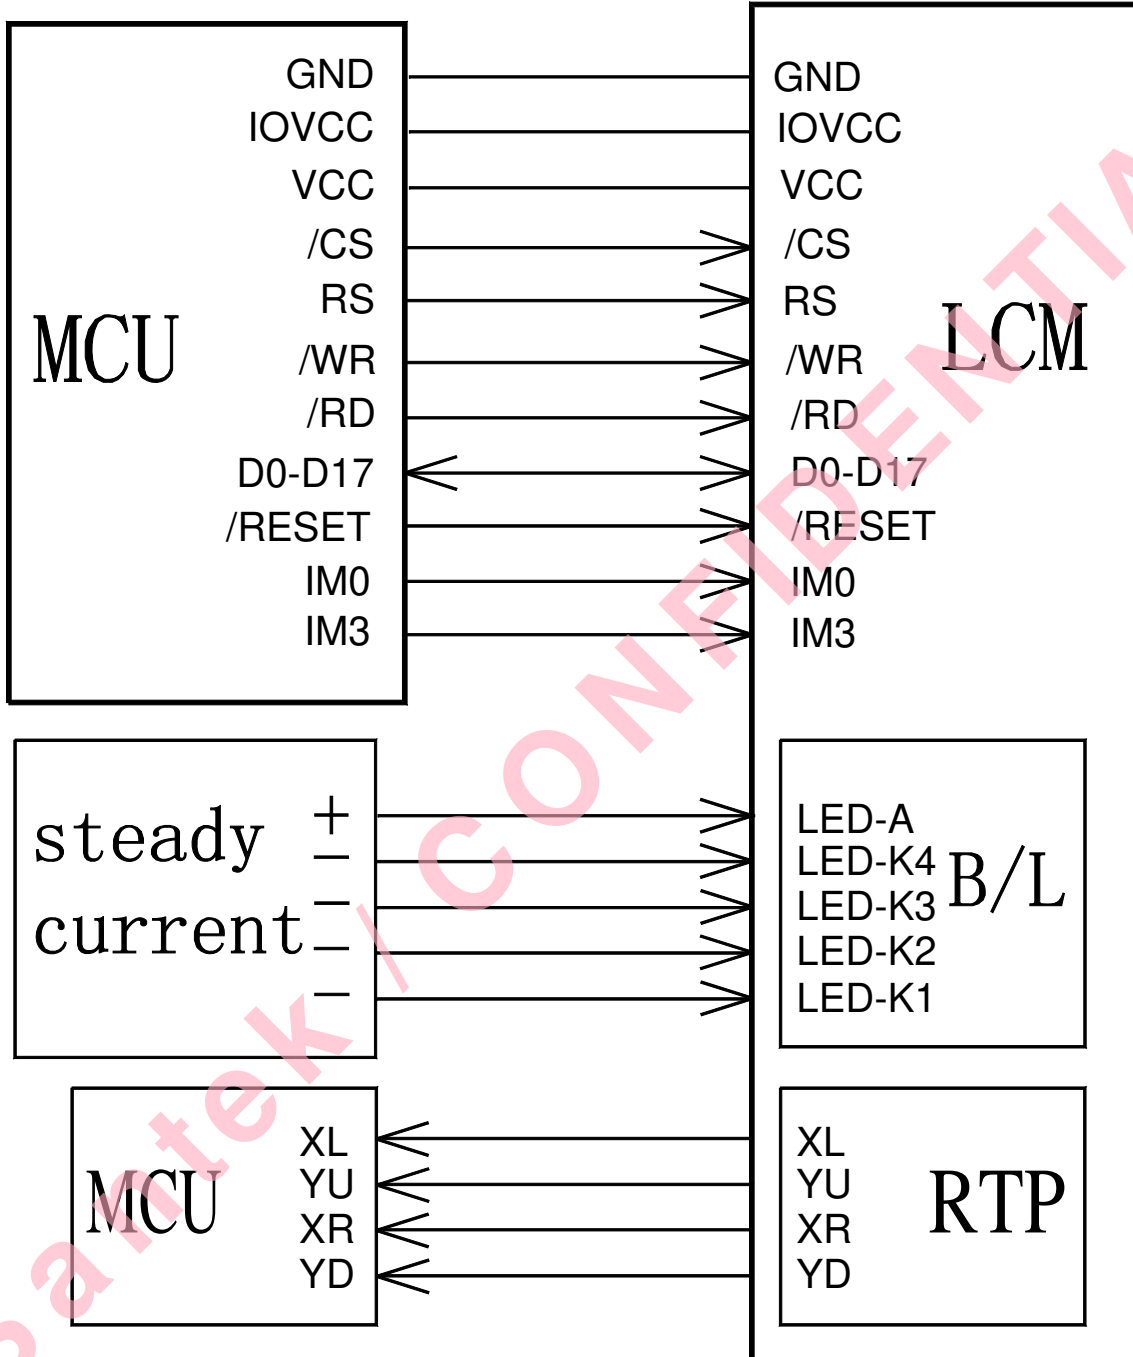 GND GND
IOVCC IOVCC
VCC VCC
/CS /CS
RS RS
MCU LCM
/WR /WR
/RD /RD
D0-D17 D0-D17
/RESET /RESET
IM0 IM0
IM3 IM3
steady + LED-A
− LED-K4
current − LED-K3 B/L
− LED-K2
− LED-K1
XL XL
YU YU
MCU RTP
XR XR
YD YD
antek / CONFIDENTIA